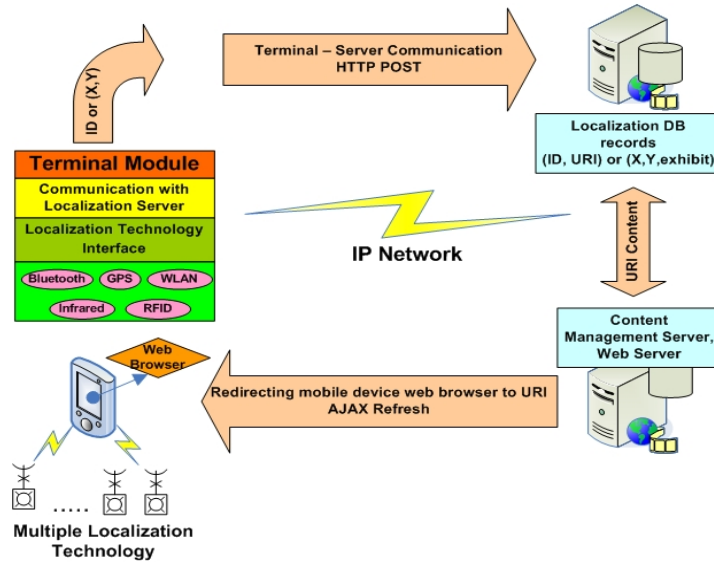 Terminal – Server Communication
HTTP POST
ID or (X,Y)
Localization DB
records
(ID, URI) or (X,Y,exhibit)
Terminal Module
Communication with
Localization Server
Localization Technology
Interface
Bluetooth
GPS
WLAN
Infrared
RFID
IP Network
URI Content
Content
Management Server,
Web Server
Web
Browser
Redirecting mobile device web browser to URI
AJAX Refresh
.....
Multiple Localization
Technology